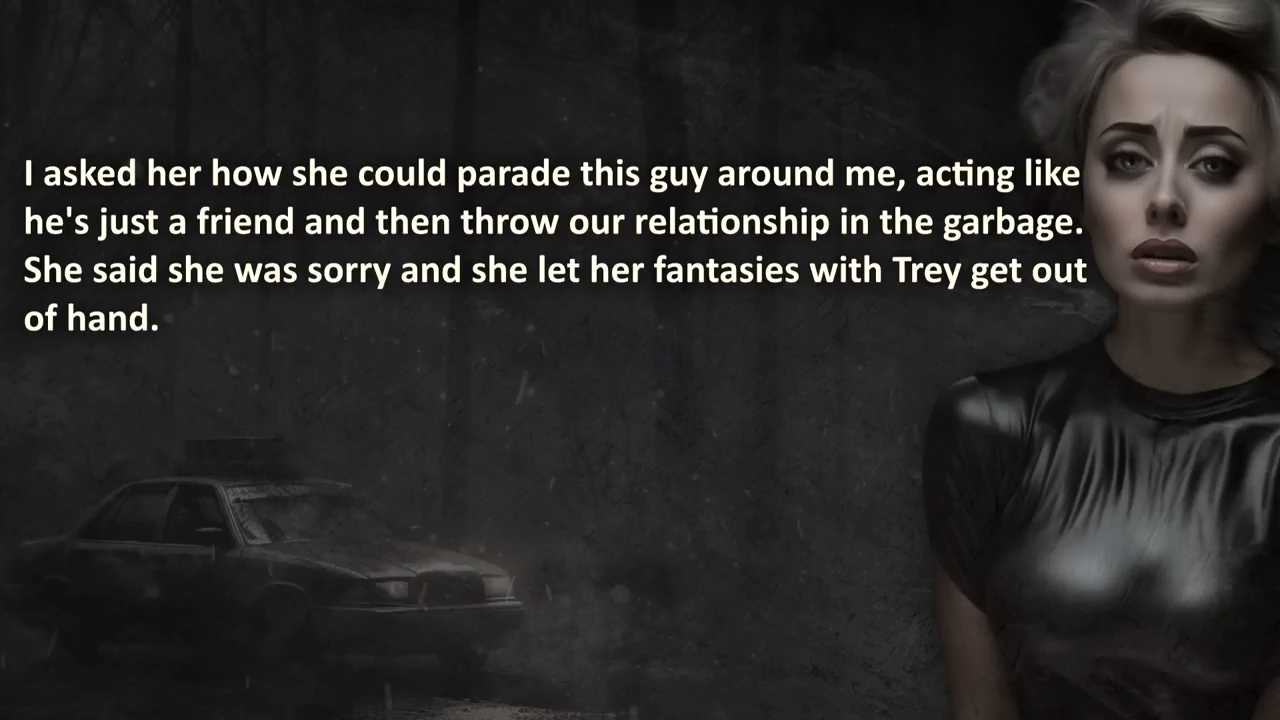 I asked her how she could parade this guy around me, acting like
he's just a friend and then throw our relationship in the garbage.
She said she was sorry and she let her fantasies with Trey get out
of hand.